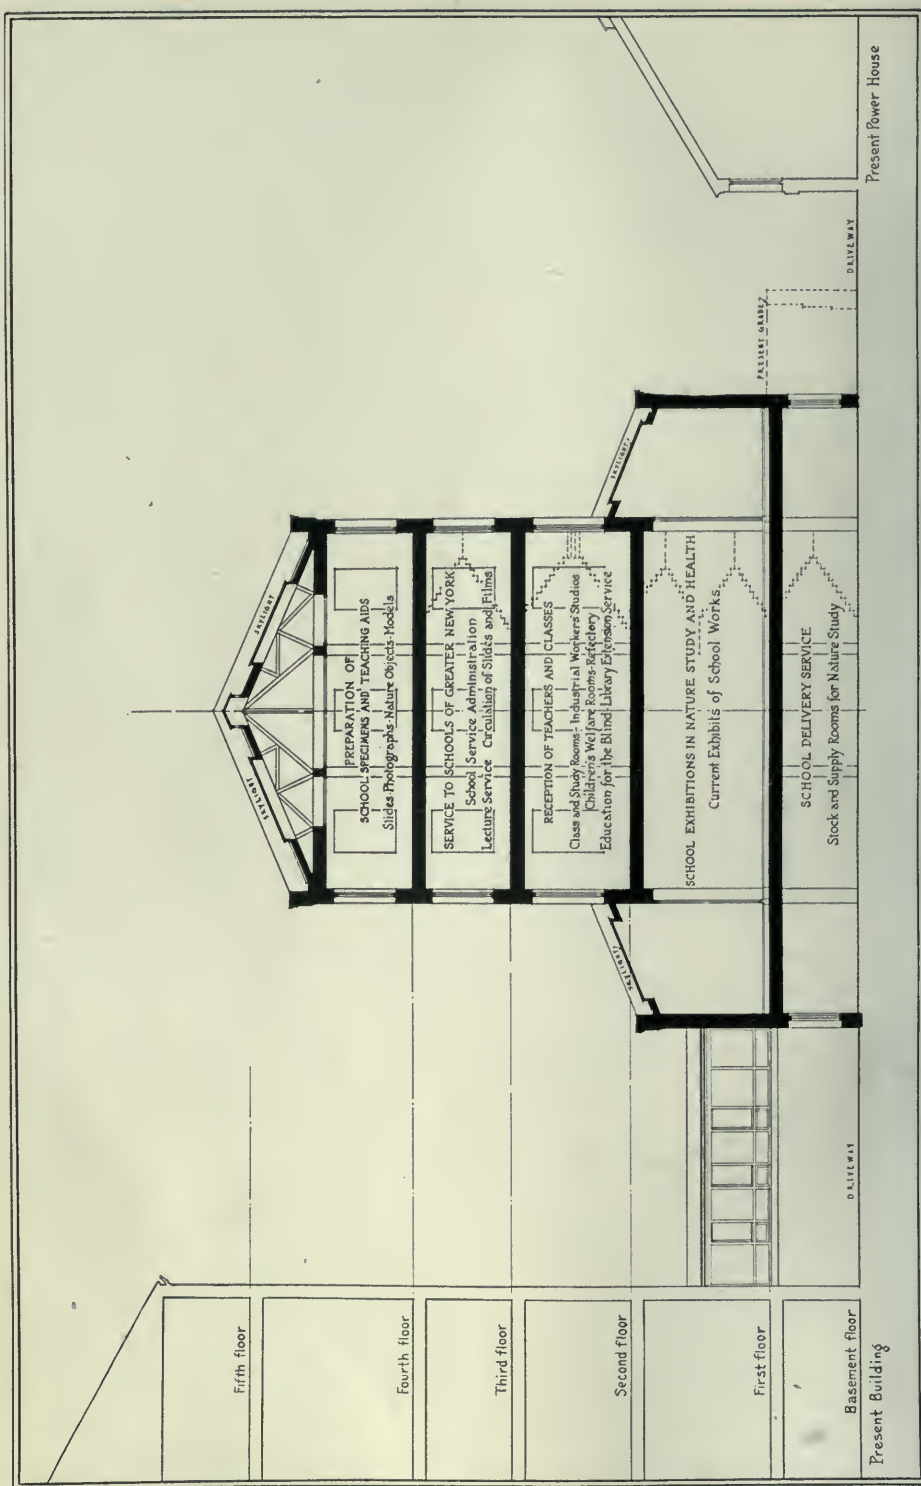 SKYLIGHT
SKYLIGHT
PREPARATION OF
SCHOOL SPECIMENS AND TEACHING AIDS
Slides·Photographs·Nature Objects·Models
SERVICE TO SCHOOLS OF GREATER NEW YORK
School Service Administration
Lecture Service Circulation of Slides and Films
RECEPTION OF TEACHERS AND CLASSES
Class and Study Rooms-Industrial Workers' Studios
Children's Welfare Rooms-Refectory
Education for the Blind-Library Extension Service
SKYLIGHT
SKYLIGHT
SCHOOL EXHIBITIONS IN NATURE STUDY AND HEALTH
Current Exhibits of School Works
SCHOOL DELIVERY SERVICE
Stock and Supply Rooms for Nature Study
Fifth floor
Fourth floor
Third floor
Second floor
First floor
Basement floor
Present Building
DRIVEWAY
PRESENT GRADE
DRIVEWAY
Present Power House